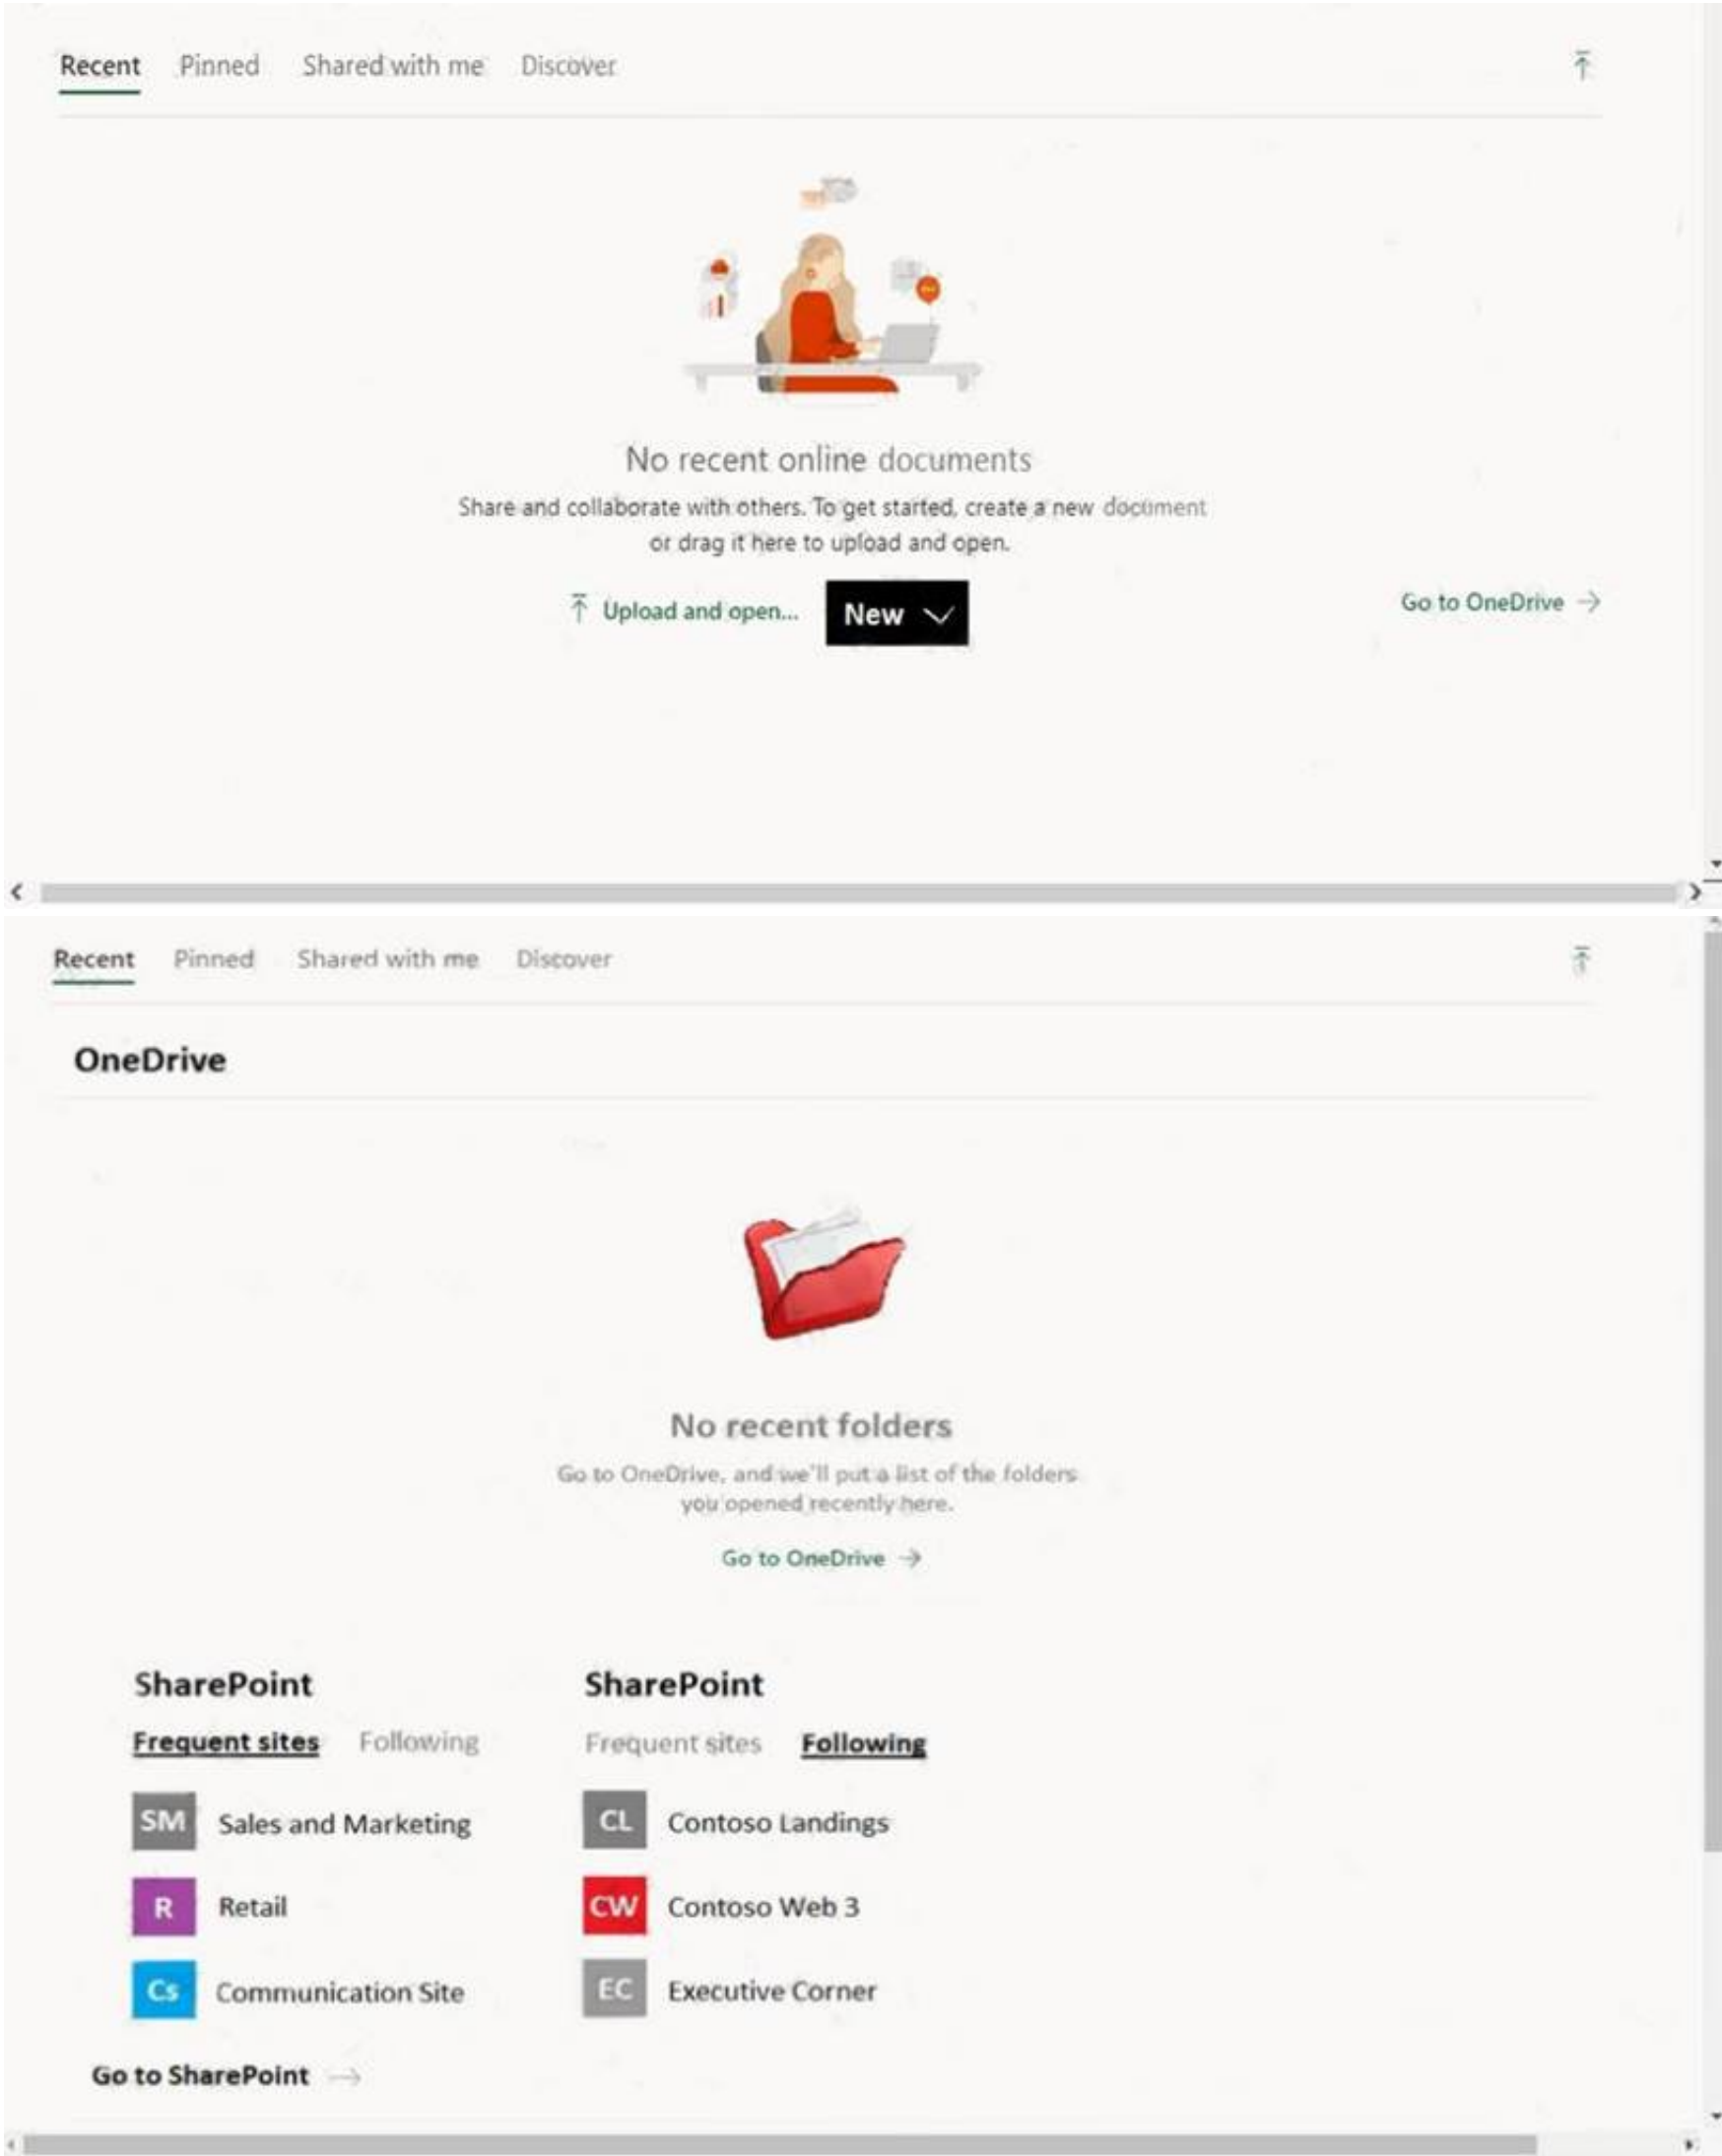 Recent Pinned Shared with me Discover
No recent online documents
Share and collaborate with others. To get started, create a new document
or drag it here to upload and open.
Upload and open... New
Go to OneDrive
Recent Pinned Shared with me Discover
OneDrive
No recent folders
Go to OneDrive, and we'll put a list of the folders
you opened recently here.
Go to OneDrive
SharePoint
Frequent sites Following
SM Sales and Marketing
R Retail
Cs Communication Site
SharePoint
Frequent sites Following
CL Contoso Landings
CW Contoso Web 3
EC Executive Corner
Go to SharePoint